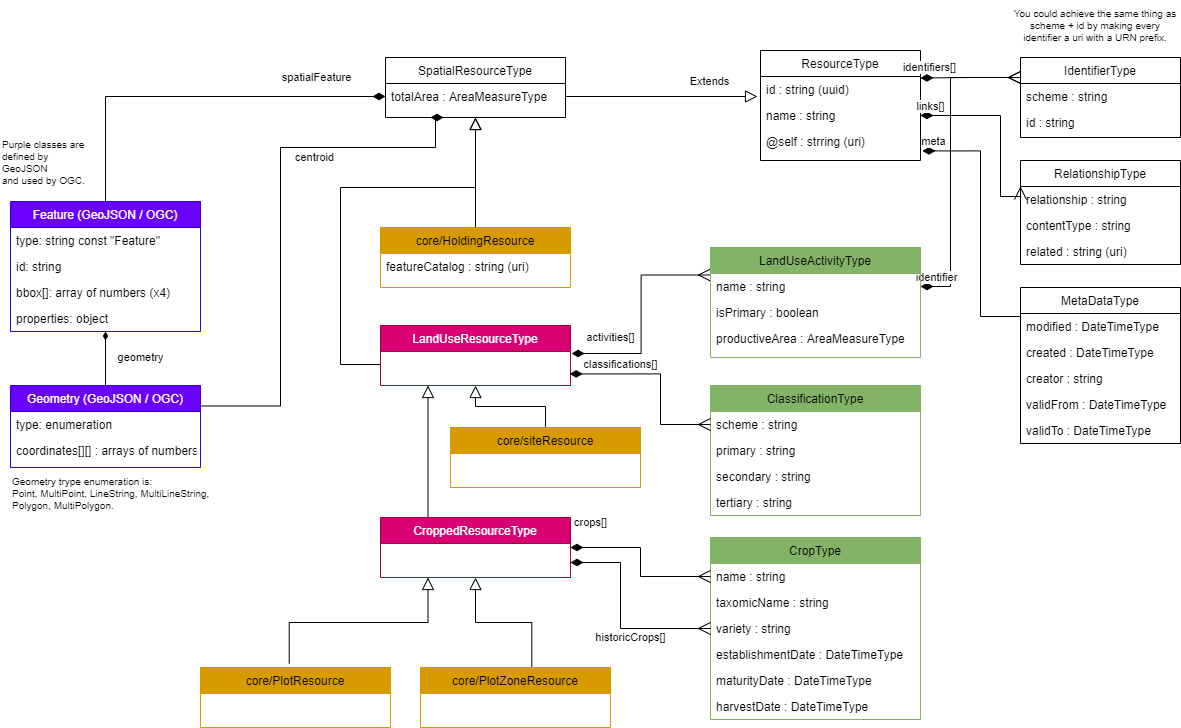 You could achieve the same thing as
scheme + id by making every
identifier a uri with a URN prefix.
spatialFeature
SpatialResourceType
totalArea : AreaMeasureType
Extends
ResourceType
id : string (uuid)
name : string
@self : strring (uri)
identifiers[]
links[]
meta
IdentifierType
scheme : string
id : string
Purple classes are
defined by
GeoJSON
and used by OGC.
centroid
RelationshipType
relationship : string
contentType : string
related : string (uri)
Feature (GeoJSON / OGC)
type: string const "Feature"
id: string
bbox[]: array of numbers (x4)
properties: object
core/HoldingResource
featureCatalog : string (uri)
LandUseActivityType
name : string
isPrimary : boolean
productiveArea : AreaMeasureType
identifier
MetaDataType
modified : DateTimeType
created : DateTimeType
creator : string
validFrom : DateTimeType
validTo : DateTimeType
geometry
LandUseResourceType
activities[]
classifications[]
Geometry (GeoJSON / OGC)
type: enumeration
coordinates[][] : arrays of numbers
ClassificationType
scheme : string
primary : string
secondary : string
tertiary : string
core/siteResource
Geometry trype enumeration is:
Point, MultiPoint, LineString, MultiLineString,
Polygon, MultiPolygon.
CroppedResourceType
crops[]
historicCrops[]
CropType
name : string
taxomicName : string
variety : string
establishmentDate : DateTimeType
maturityDate : DateTimeType
harvestDate : DateTimeType
core/PlotResource
core/PlotZoneResource